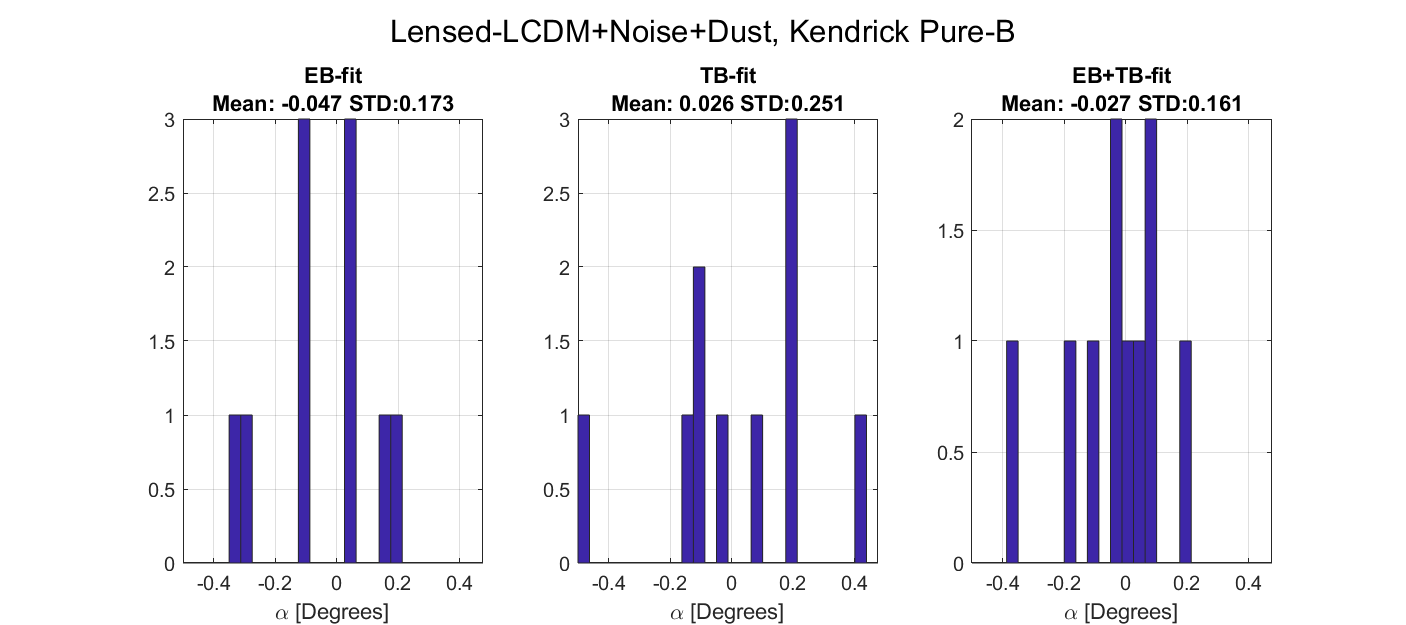 Lensed-LCDM+Noise+Dust, Kendrick Pure-B
EB-fit
Mean: -0.047 STD:0.173
3
2.5
2
1.5
1
0.5
0
-0.4 -0.2 0 0.2 0.4
α [Degrees]
TB-fit
Mean: 0.026 STD:0.251
3
2.5
2
1.5
1
0.5
0
-0.4 -0.2 0 0.2 0.4
α [Degrees]
EB+TB-fit
Mean: -0.027 STD:0.161
2
1.5
1
0.5
0
-0.4 -0.2 0 0.2 0.4
α [Degrees]